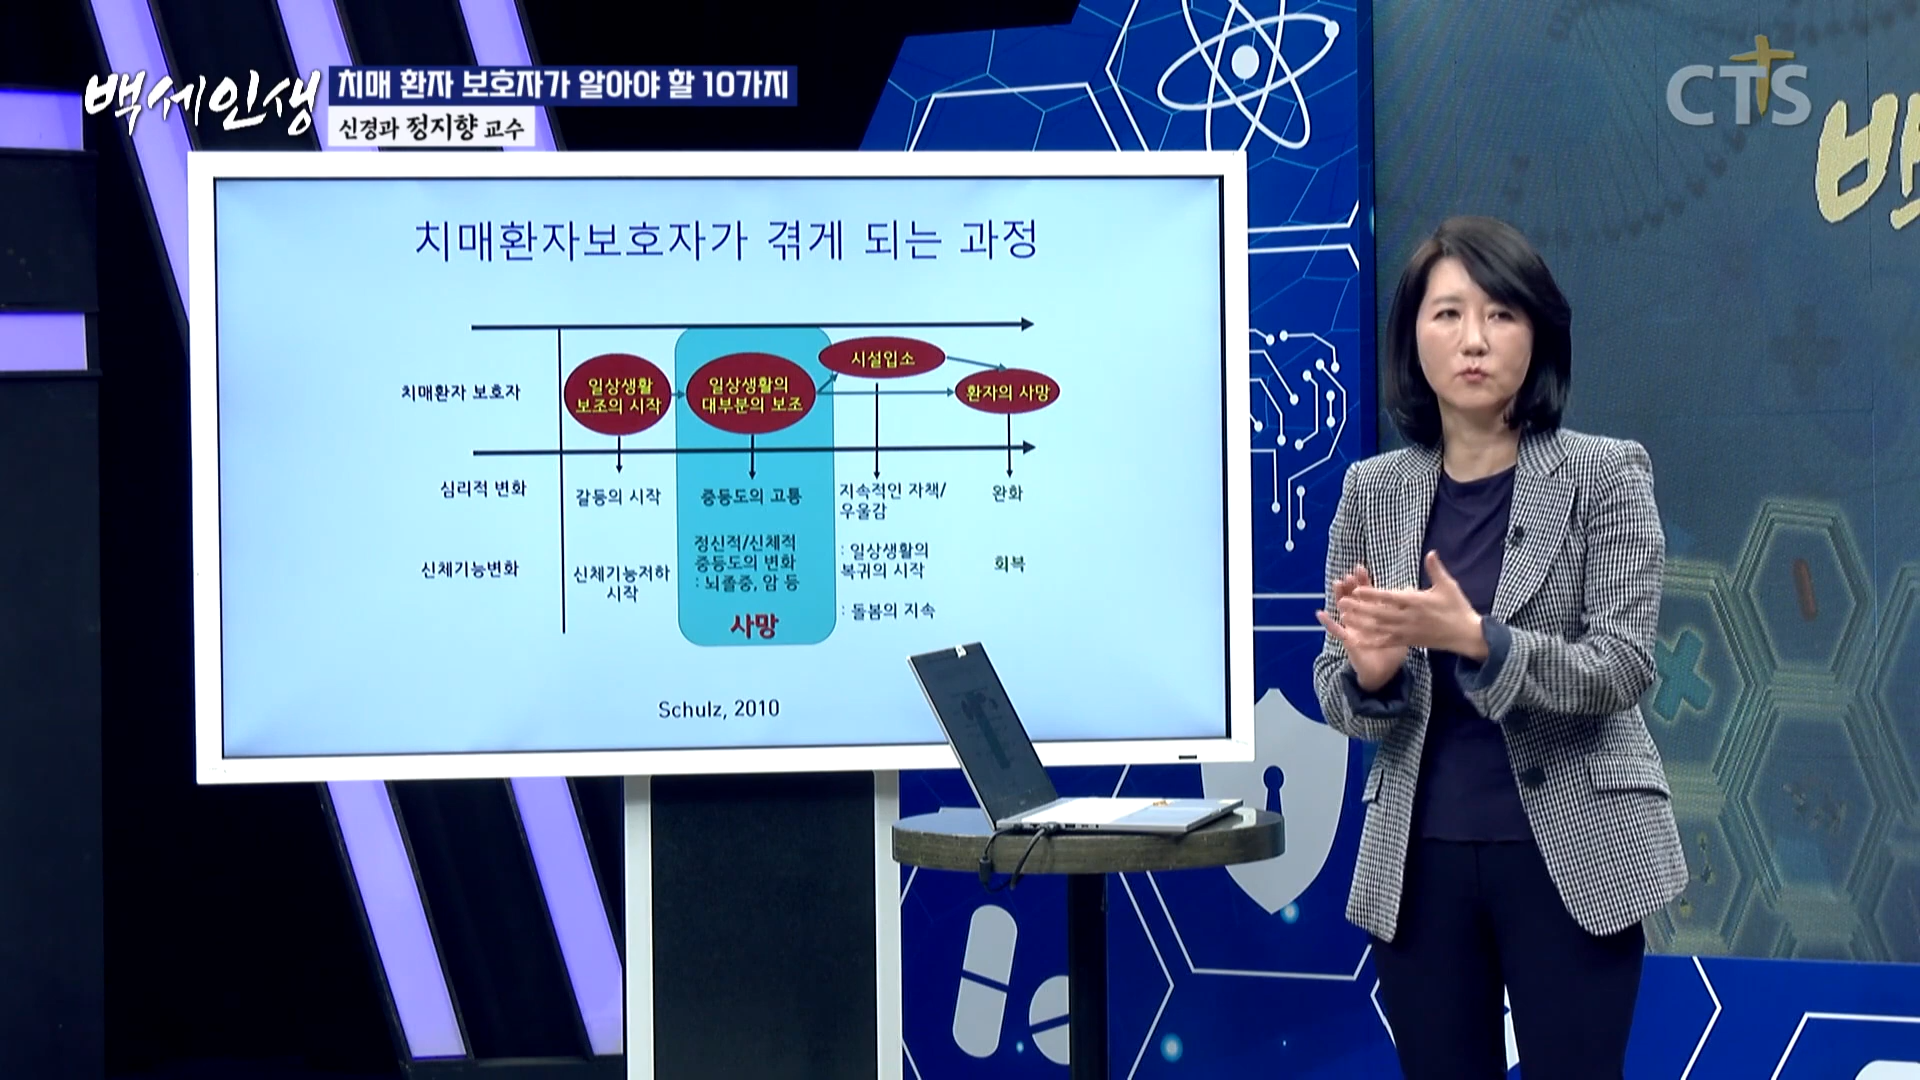 백세인생
치매 환자 보호자가 알아야 할 10가지
신경과 정지향 교수
CTS
백
치매환자보호자가 겪게 되는 과정
치매환자 보호자
일상생활
보조의 시작
일상생활의
대부분의 보조
시설입소
환자의 사망
심리적 변화
갈등의 시작
중등도의 고통
지속적인 자책/
우울감
완화
신체기능변화
신체기능저하
시작
정신적/신체적
중등도의 변화
: 뇌졸중, 암 등
사망
: 일상생활의
복귀의 시작
: 돌봄의 지속
회복
Schulz, 2010